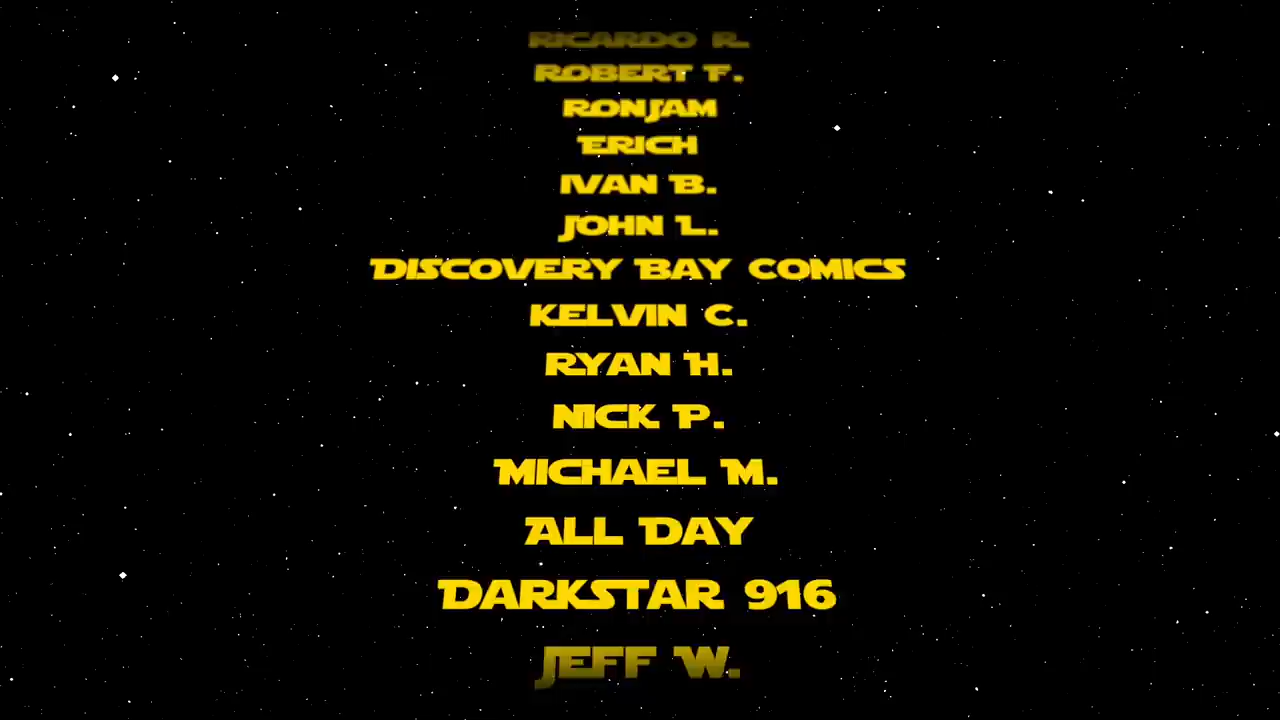 RICARDO R.
ROBERT F.
RONJAM
ERICH
IVAN B.
JOHN L.
DISCOVERY BAY COMICS
KELVIN C.
RYAN H.
NICK P.
MICHAEL M.
ALL DAY
DARKSTAR 916
JEFF W.